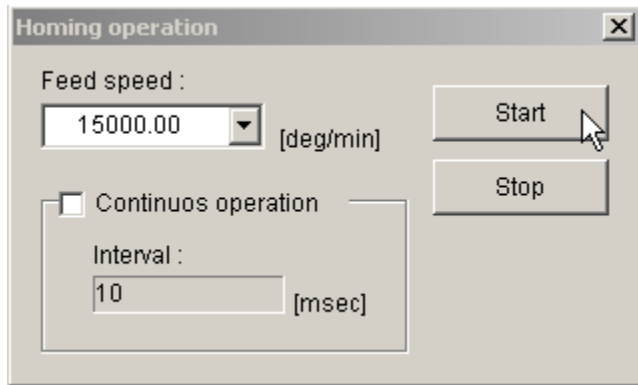 Homing operation
Feed speed :
15000.00
[deg/min]
Start
Stop
Continuos operation
Interval :
10
[msec]